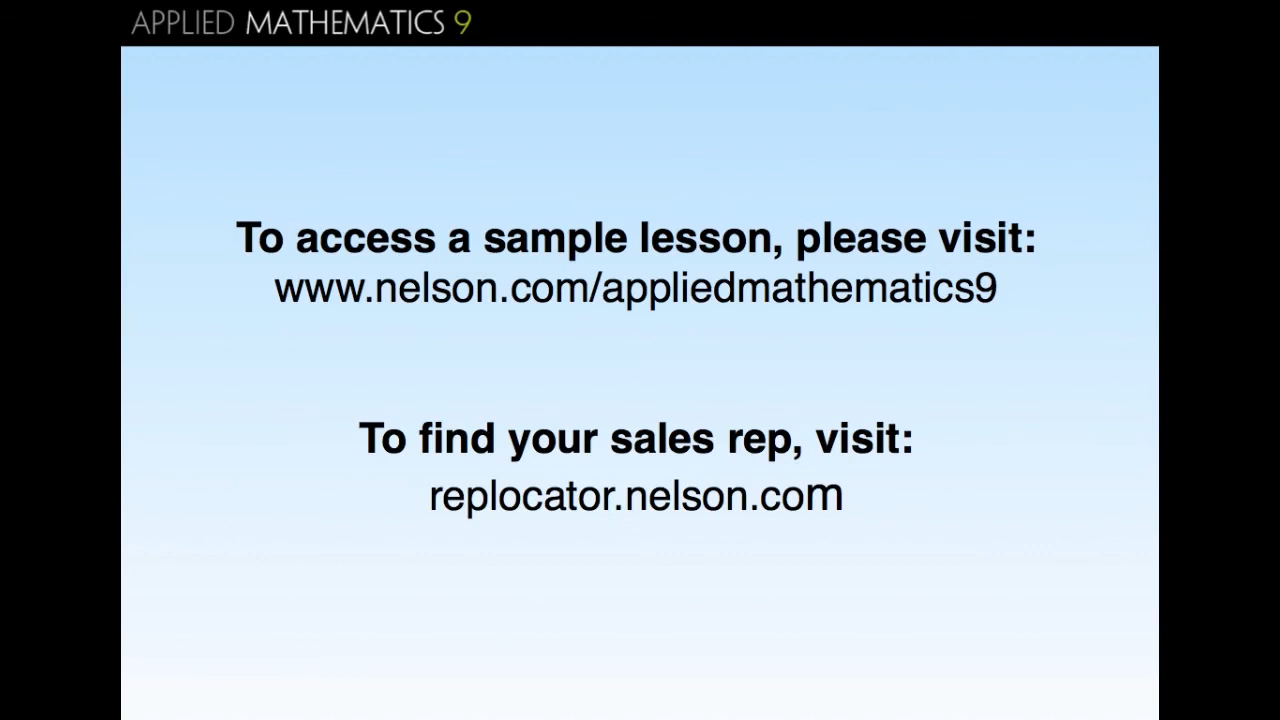 APPLIED MATHEMATICS 9
To access a sample lesson, please visit:
www.nelson.com/appliedmathematics9
To find your sales rep, visit:
replocator.nelson.com